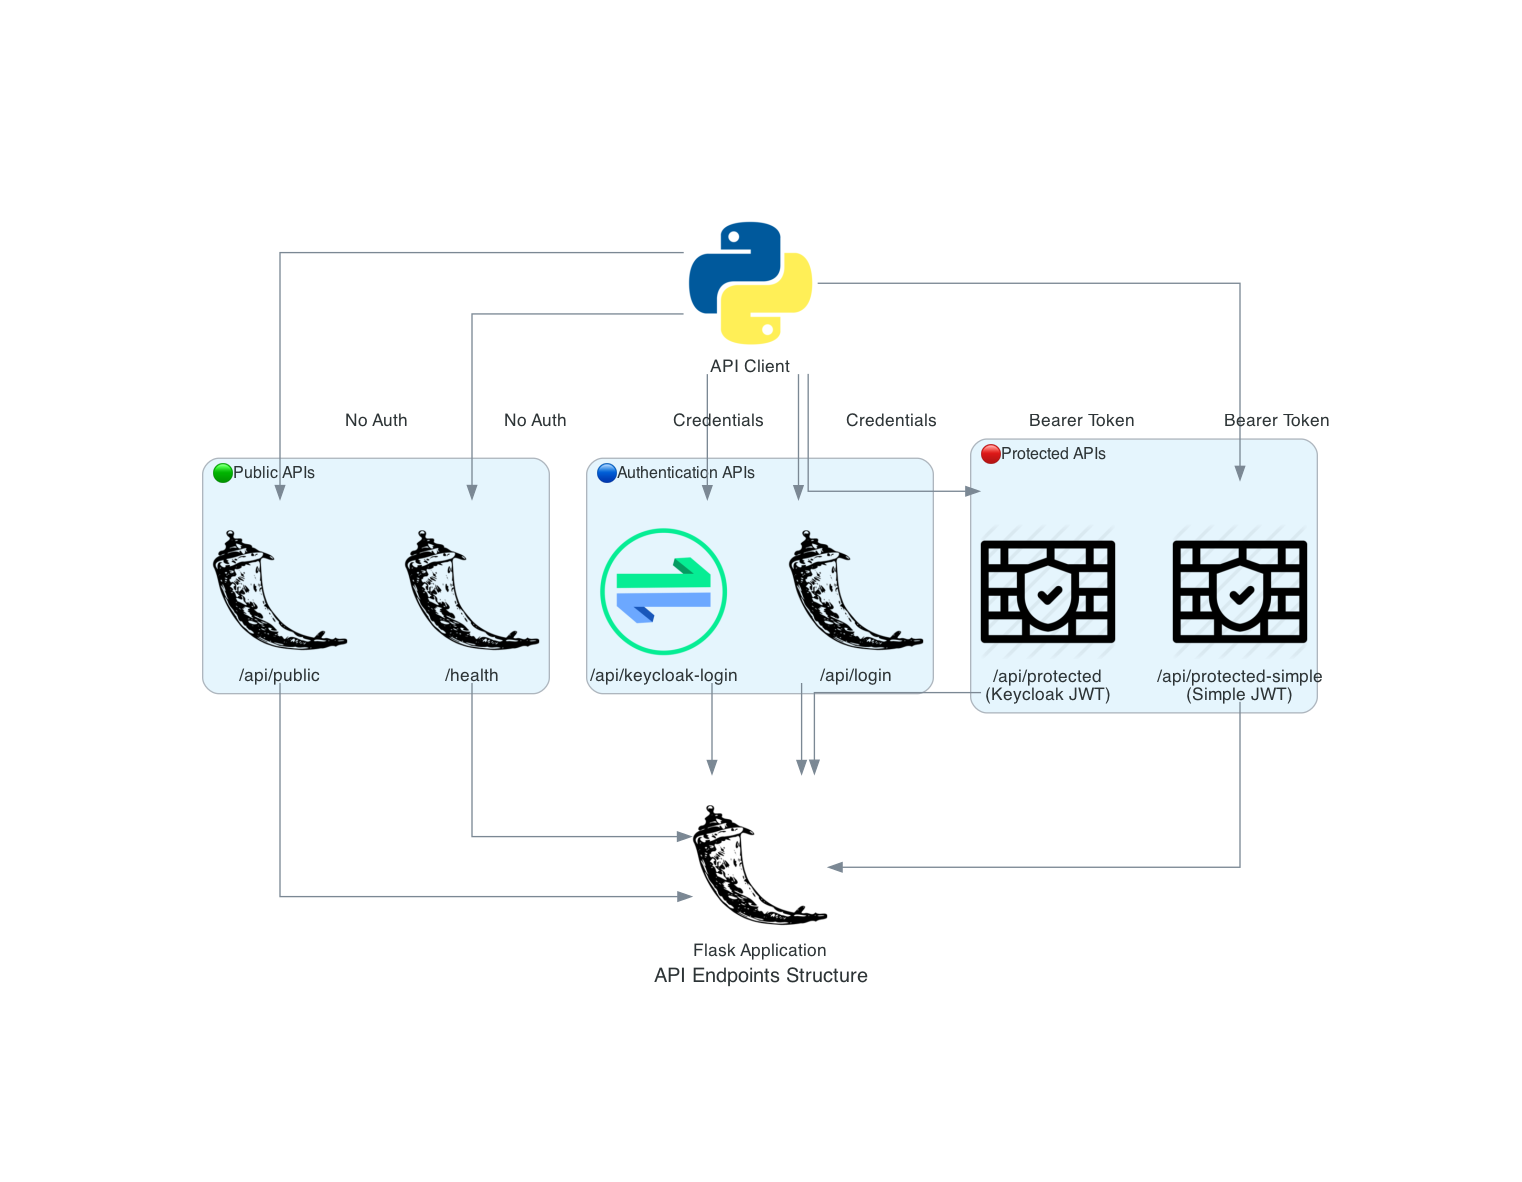 API Client
No Auth
No Auth
Credentials
Credentials
Bearer Token
Bearer Token
Public APIs
Authentication APIs
Protected APIs
/api/public
/health
/api/keycloak-login
/api/login
/api/protected
(Keycloak JWT)
/api/protected-simple
(Simple JWT)
Flask Application
API Endpoints Structure